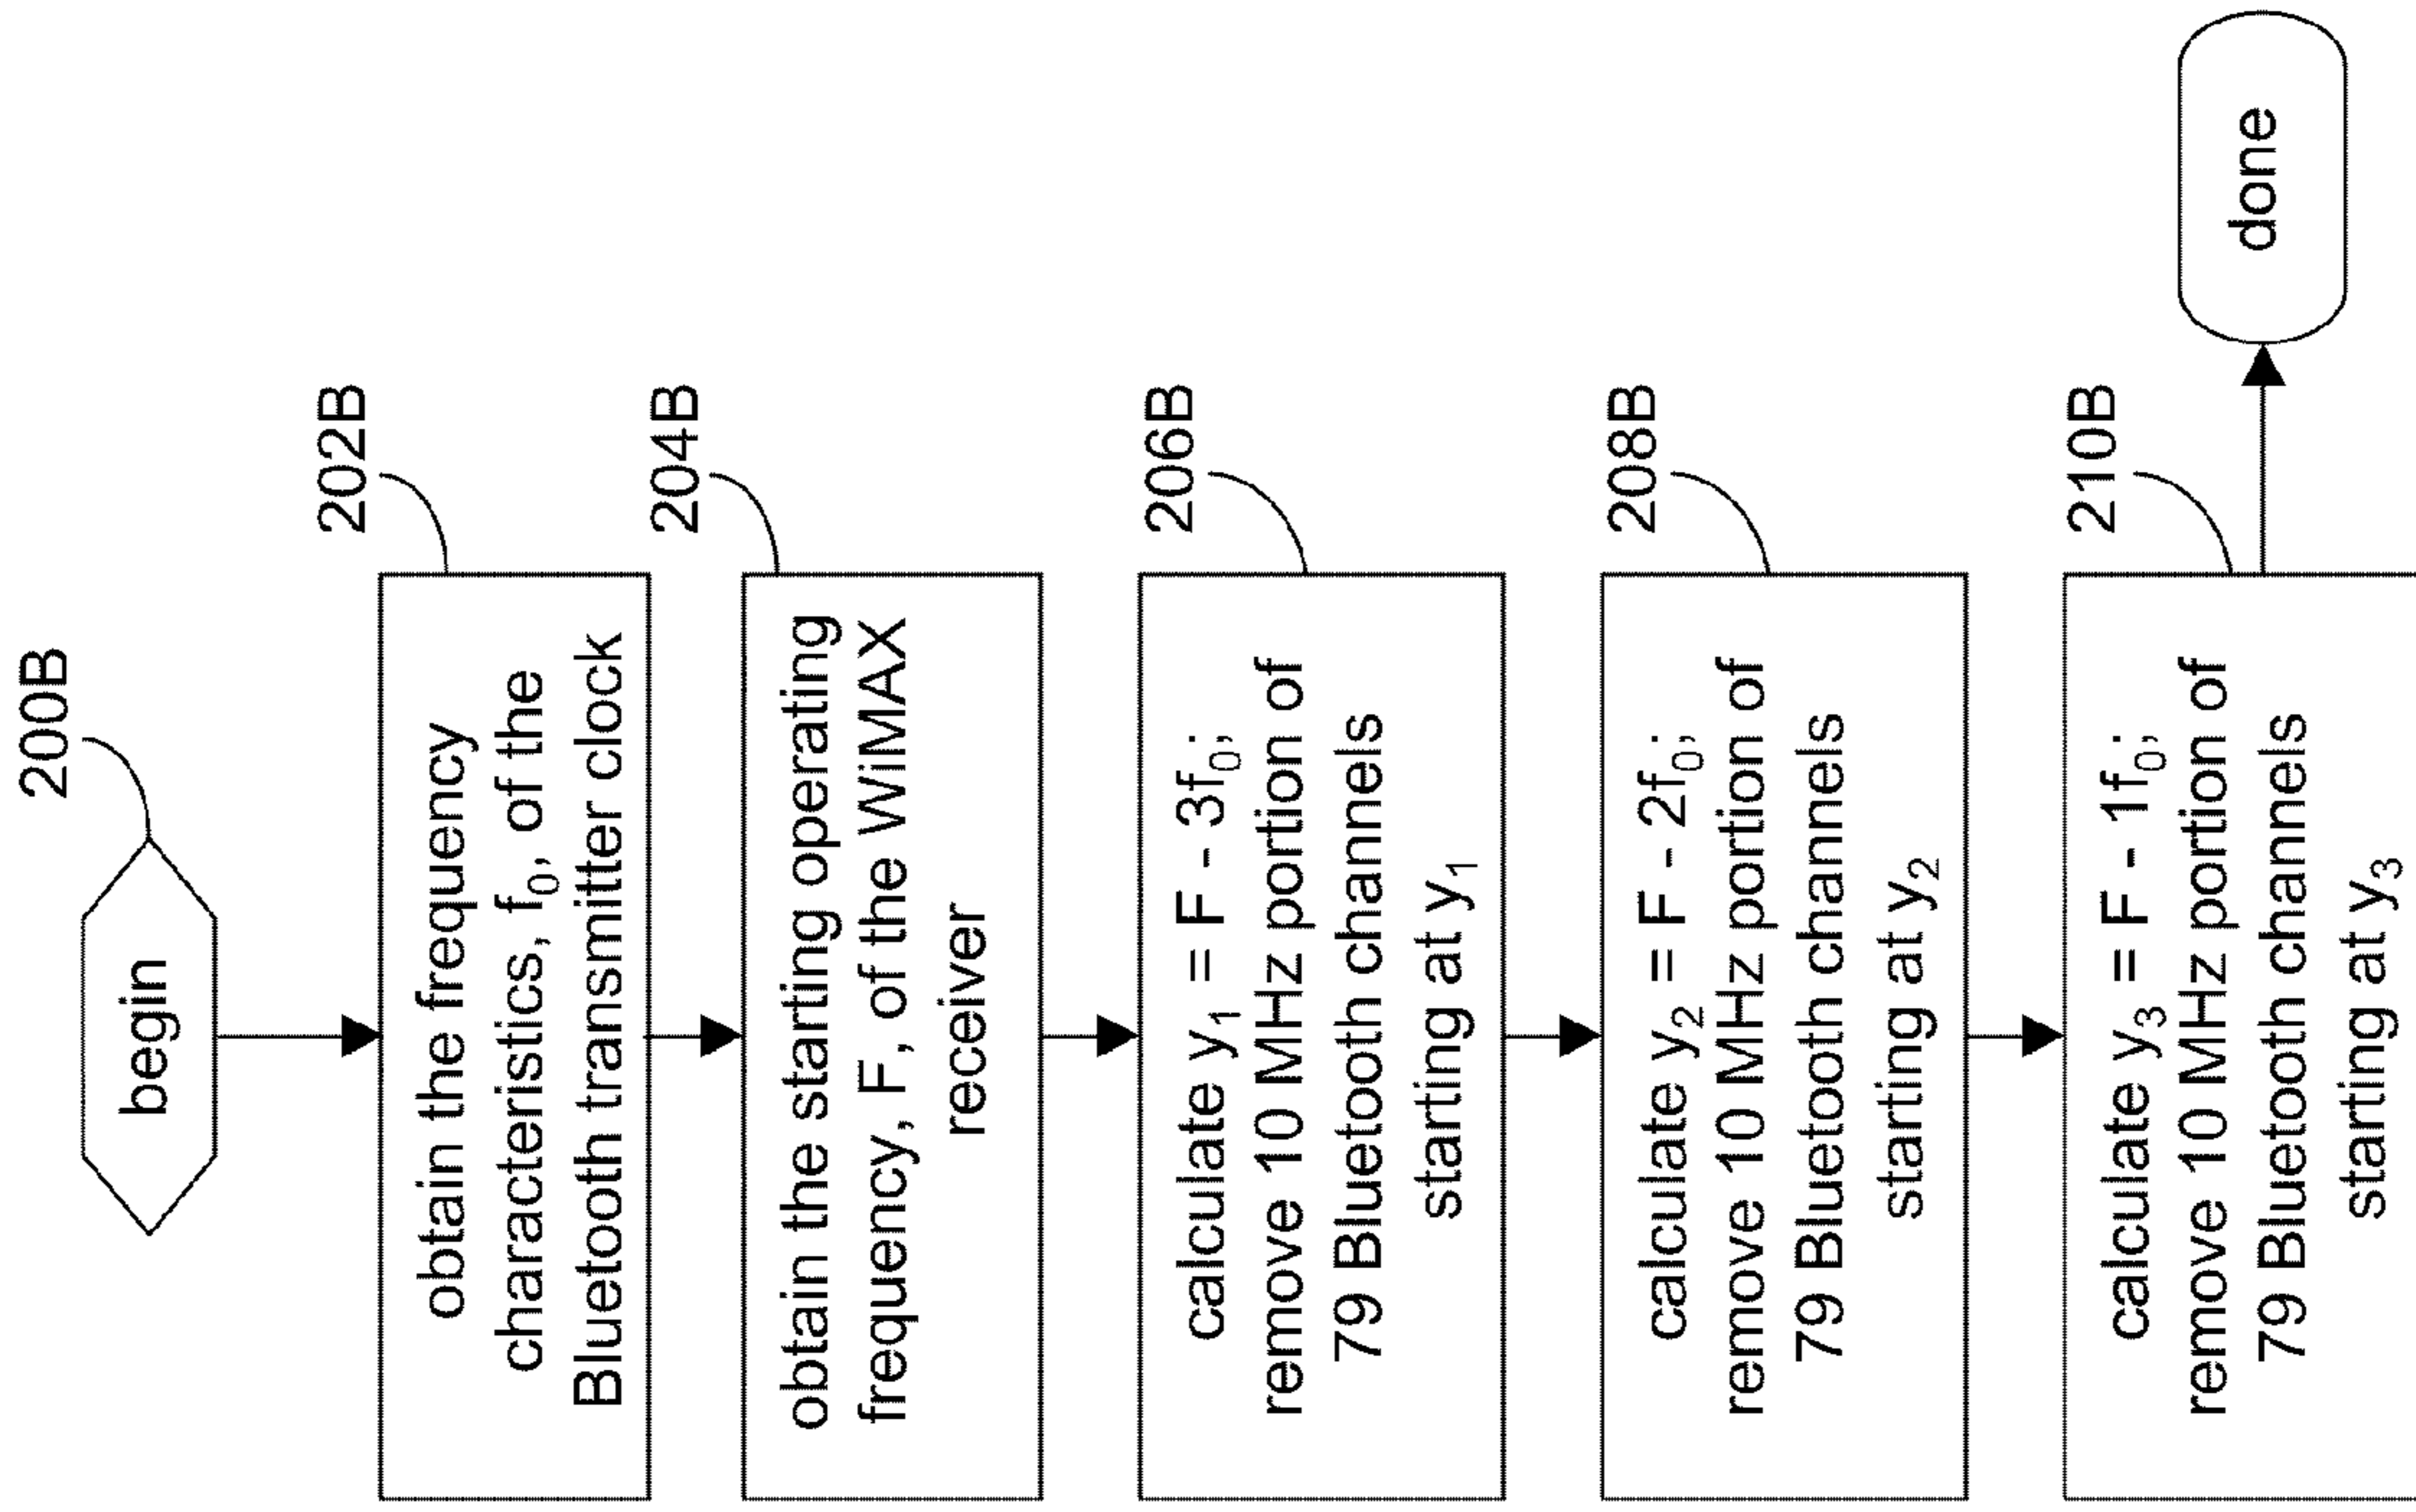 200B
begin
202B
obtain the frequency
characteristics, f₀, of the
Bluetooth transmitter clock
204B
obtain the starting operating
frequency, F, of the WiMAX
receiver
206B
calculate y₁ = F - 3f₀;
remove 10 MHz portion of
79 Bluetooth channels
starting at y₁
208B
calculate y₂ = F - 2f₀;
remove 10 MHz portion of
79 Bluetooth channels
starting at y₂
210B
calculate y₃ = F - 1f₀;
remove 10 MHz portion of
79 Bluetooth channels
starting at y₃
done